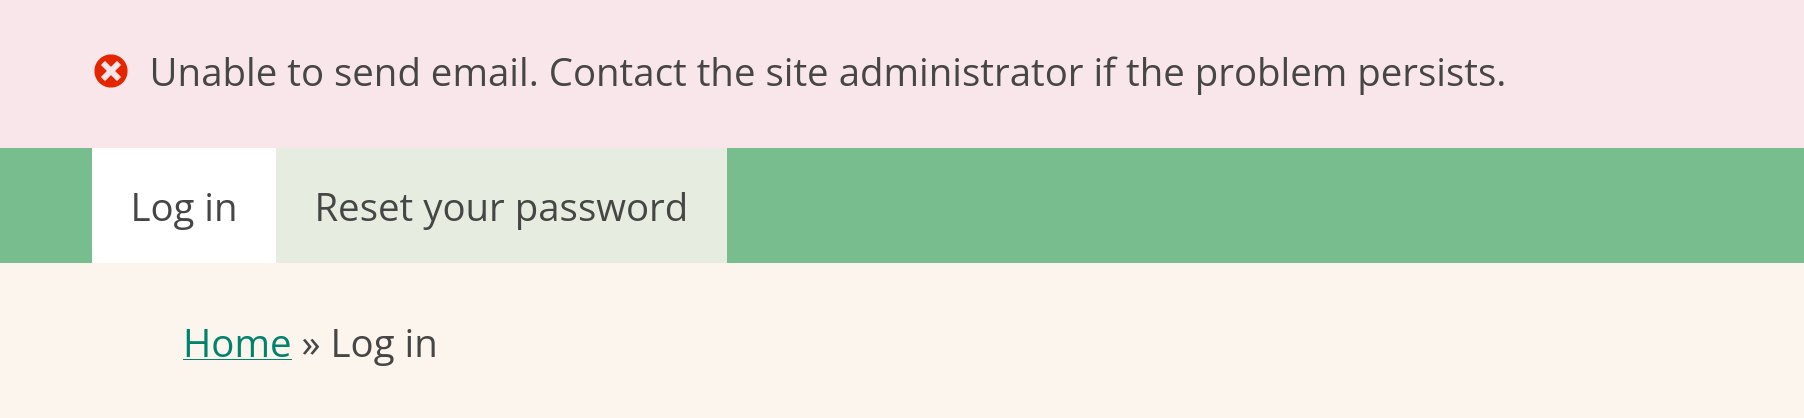 Unable to send email. Contact the site administrator if the problem persists.
Log in
Reset your password
Home » Log in